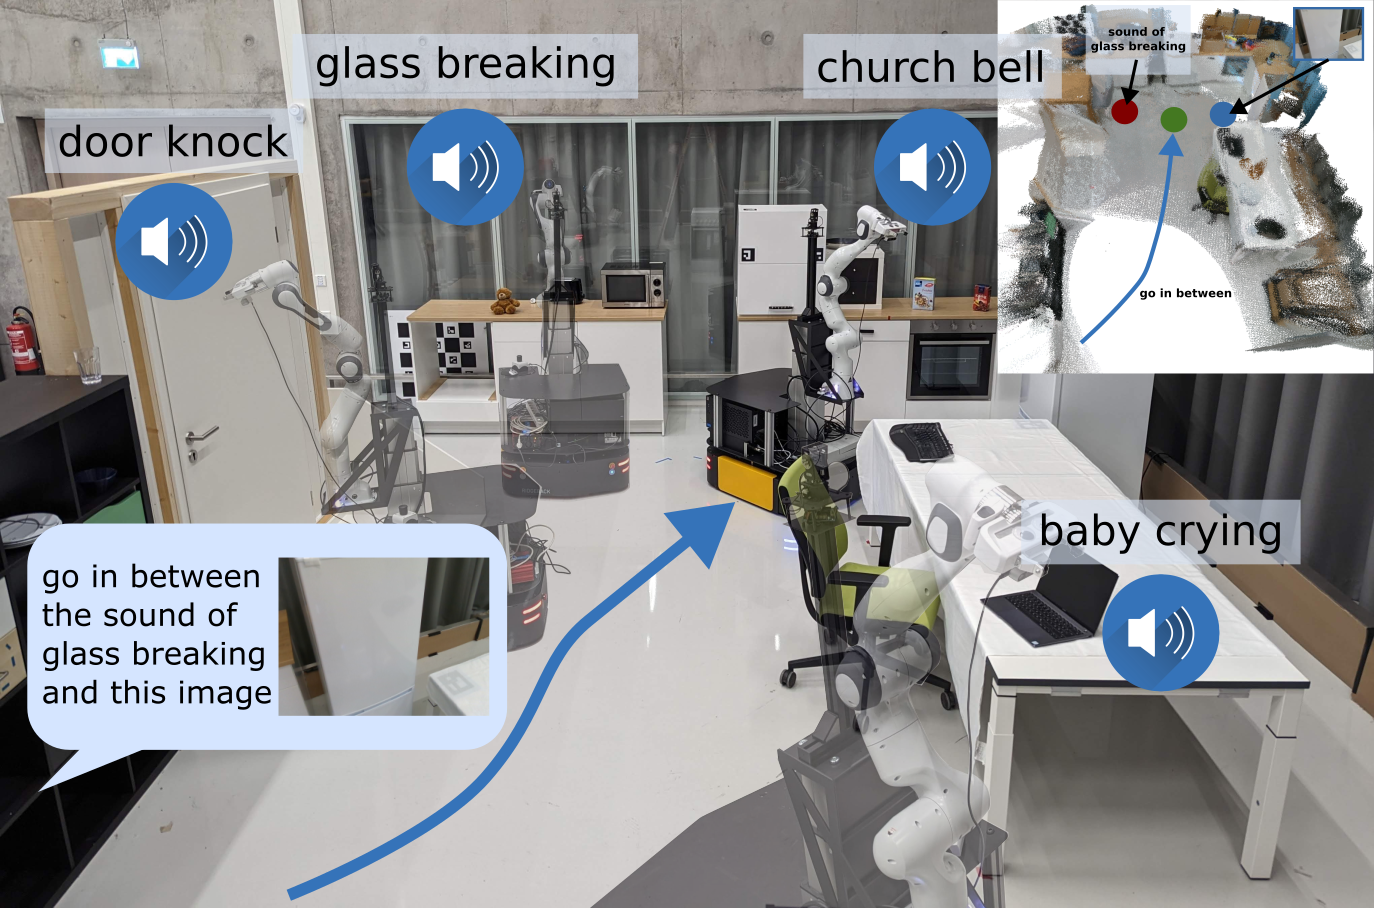 glass breaking
church bell
door knock
sound of
glass breaking
go in between
baby crying
go in between
the sound of
glass breaking
and this image